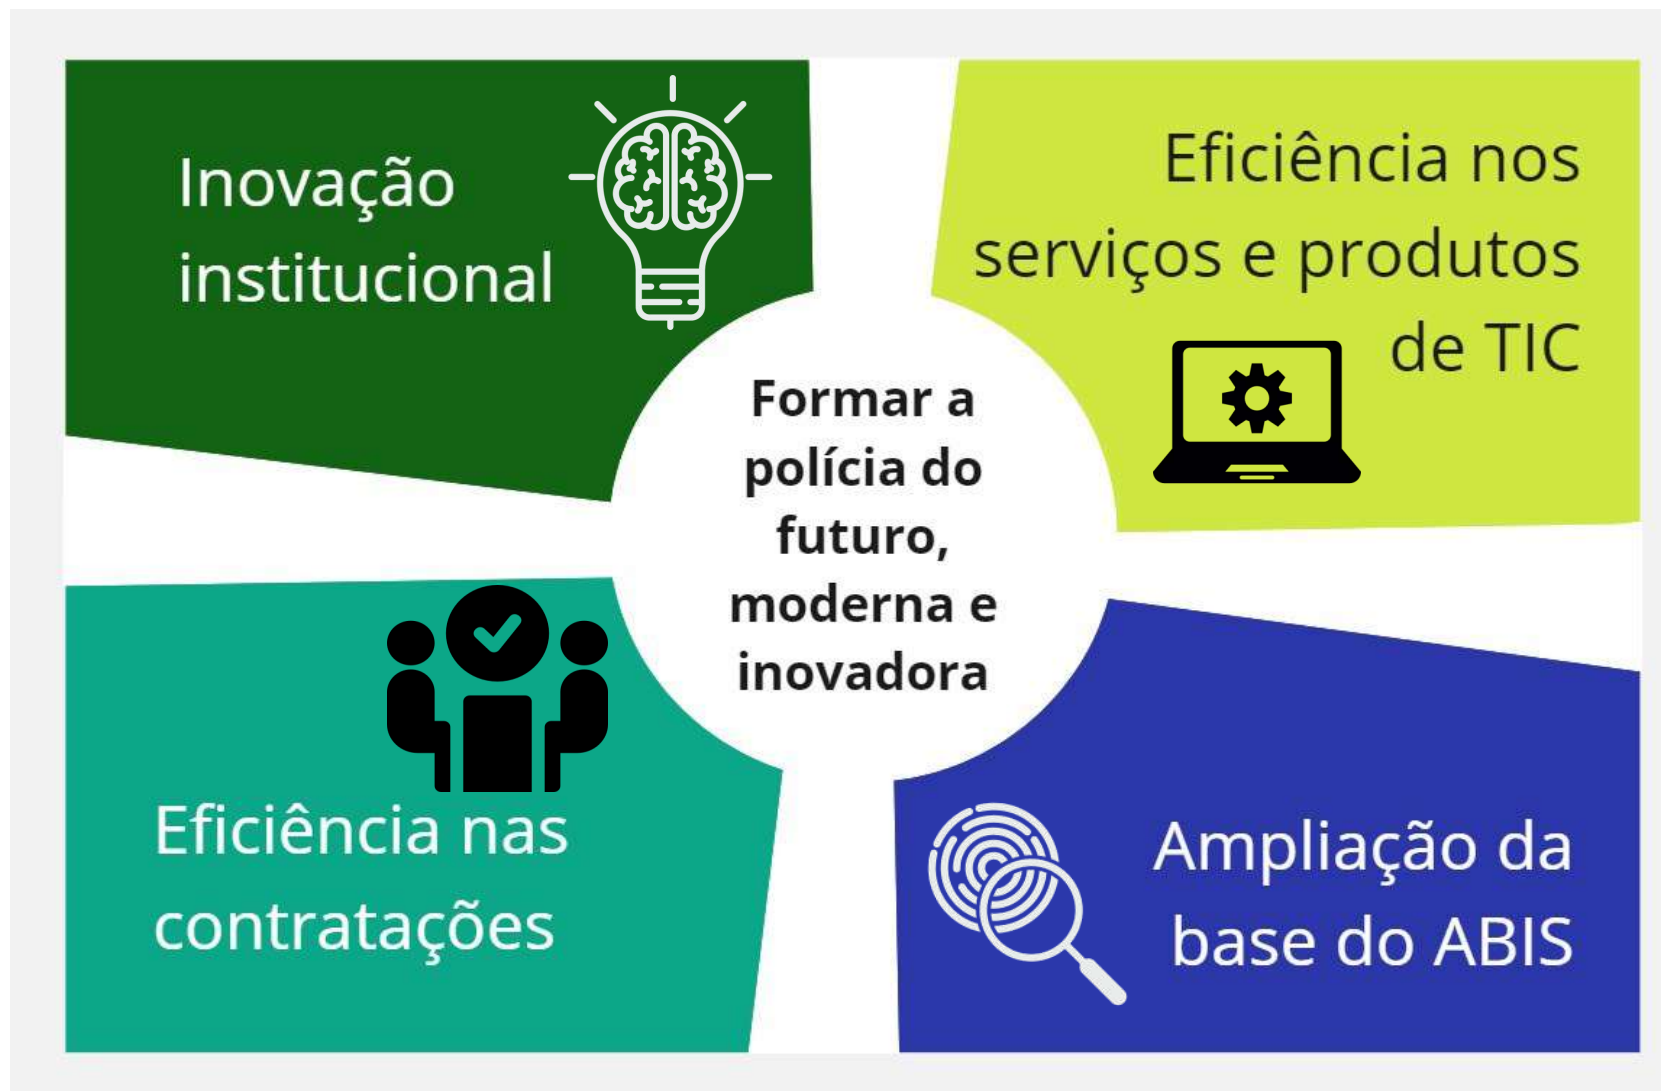 Inovação
institucional
Eficiência nos
serviços e produtos
de TIC
Formar a
polícia do
futuro,
moderna e
inovadora
Eficiência nas
contratações
Ampliação da
base do ABIS